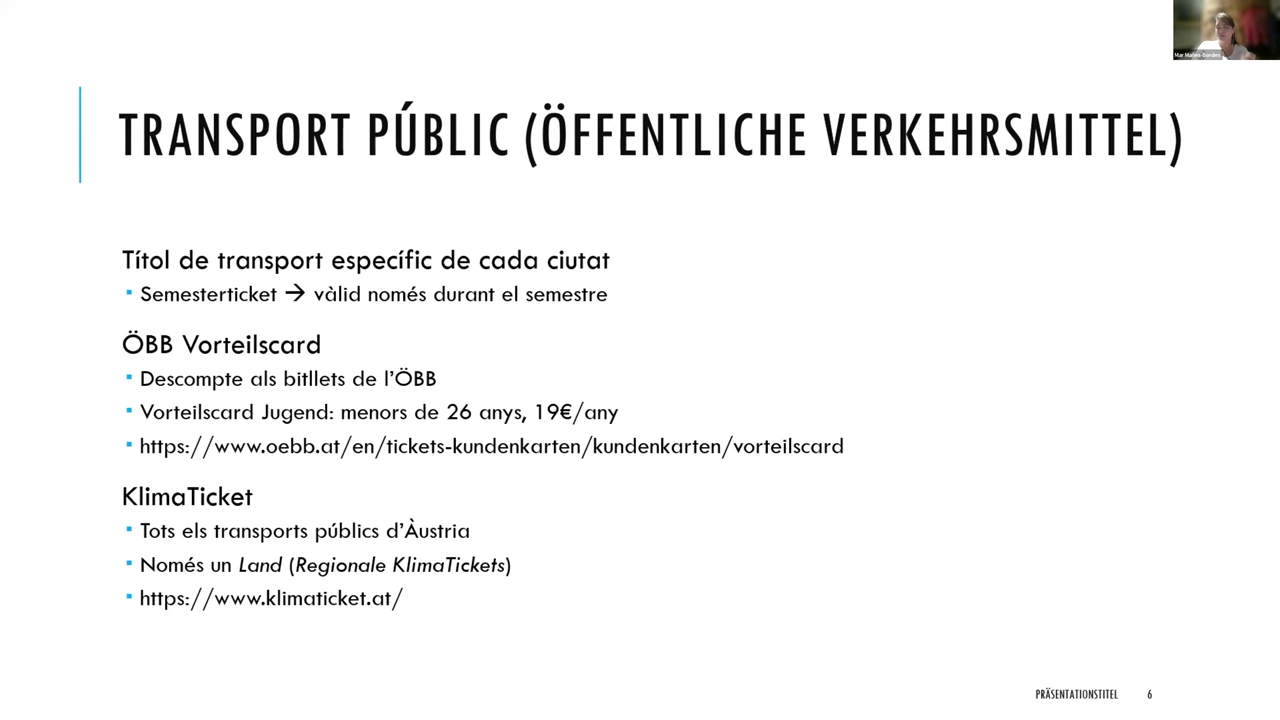 TRANSPORT PÚBLIC (ÖFFENTLICHE VERKEHRSMITTEL)
Títol de transport específic de cada ciutat
Semesterticket → vàlid només durant el semestre
ÖBB Vorteilscard
Descompte als bitllets de l'ÖBB
Vorteilscard Jugend: menors de 26 anys, 19€/any
https://www.oebb.at/en/tickets-kundenkarten/kundenkarten/vorteilscard
KlimaTicket
Tots els transports públics d'Àustria
Només un Land (Regionale KlimaTickets)
https://www.klimaticket.at/
PRÄSENTATIONSTITEL 6